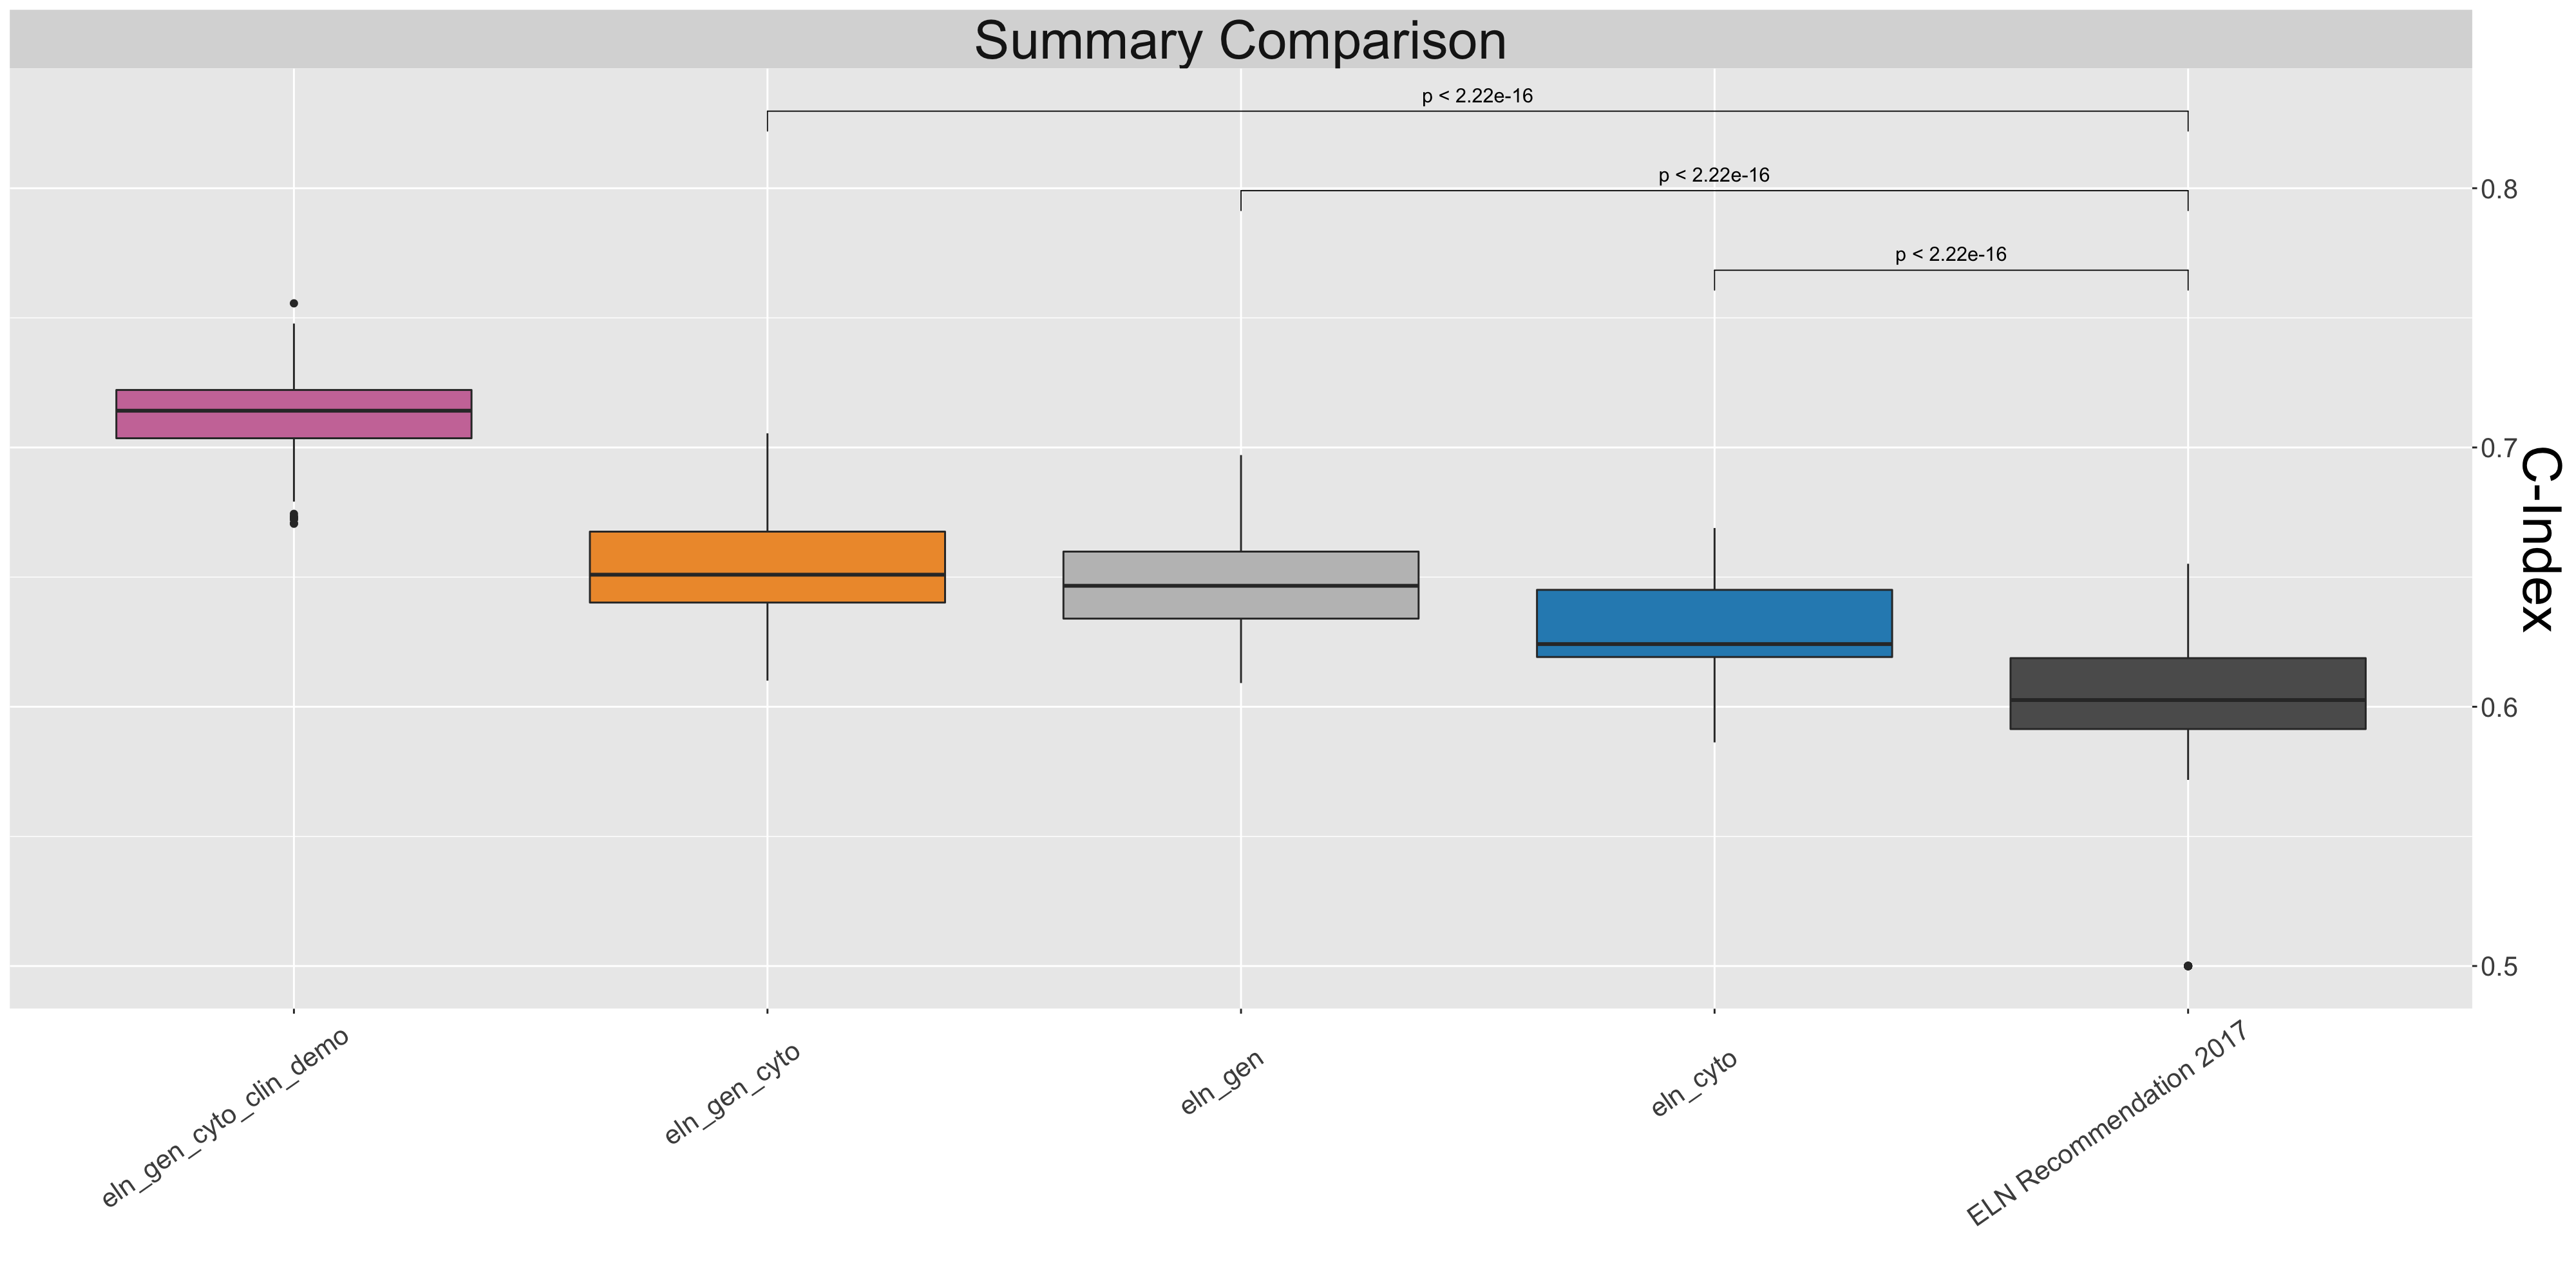 Summary Comparison
p < 2.22e-16
p < 2.22e-16
p < 2.22e-16
0.8
0.7
0.6
0.5
C-Index
eln_gen_cyto_clin_demo
eln_gen_cyto
eln_gen
eln_cyto
ELN Recommendation 2017